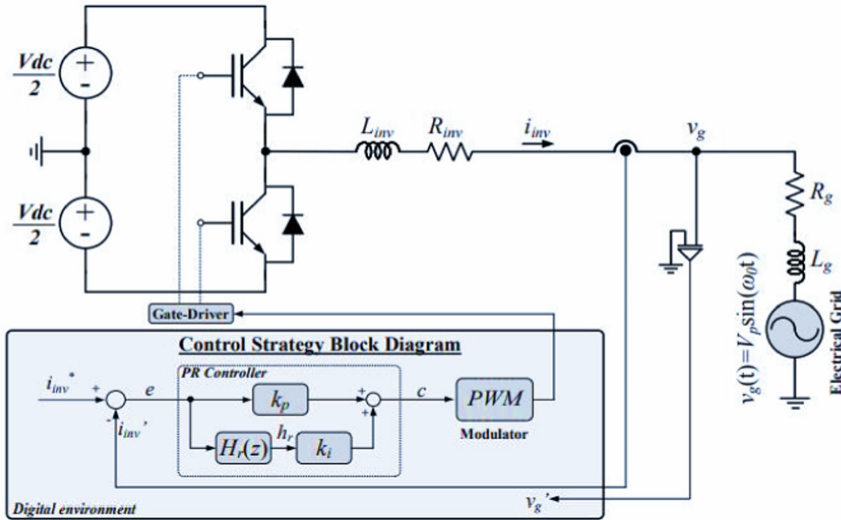 Vdc
2
Vdc
2
L_inv
R_inv
i_inv
v_g
R_g
L_g
v_g(t)=V_p sin(ω_0t)
Electrical Grid
Gate-Driver
Control Strategy Block Diagram
PR Controller
i_inv*
+
-
e
i_inv'
k_p
H_r(z)
h_r
k_i
+
+
c
PWM
Modulator
v_g'
Digital environment